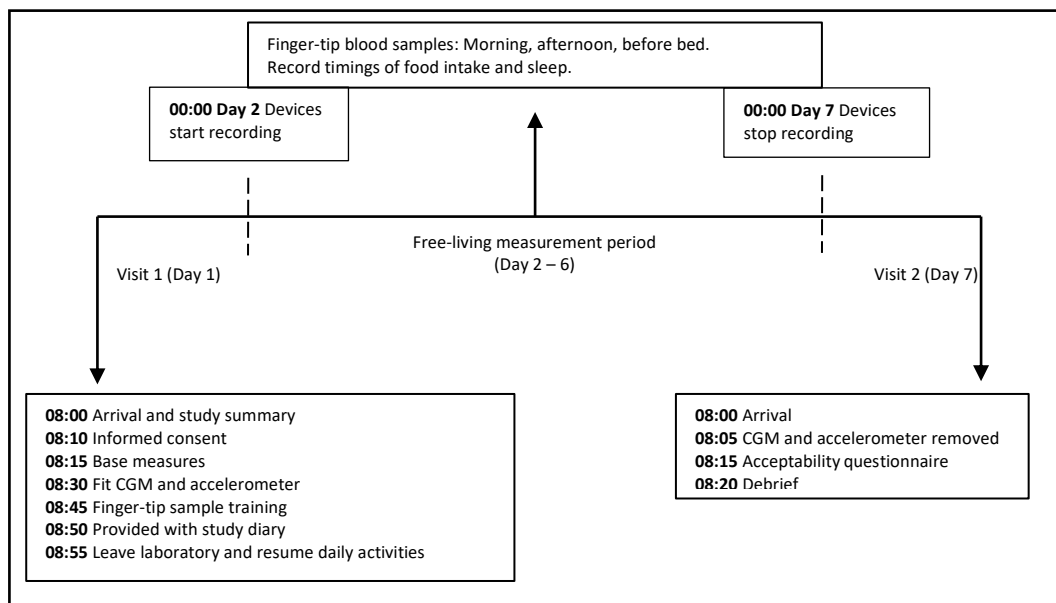 Finger-tip blood samples: Morning, afternoon, before bed.
Record timings of food intake and sleep.
00:00 Day 2 Devices
start recording
00:00 Day 7 Devices
stop recording
Free-living measurement period
(Day 2 – 6)
Visit 1 (Day 1)
Visit 2 (Day 7)
08:00 Arrival and study summary
08:10 Informed consent
08:15 Base measures
08:30 Fit CGM and accelerometer
08:45 Finger-tip sample training
08:50 Provided with study diary
08:55 Leave laboratory and resume daily activities
08:00 Arrival
08:05 CGM and accelerometer removed
08:15 Acceptability questionnaire
08:20 Debrief